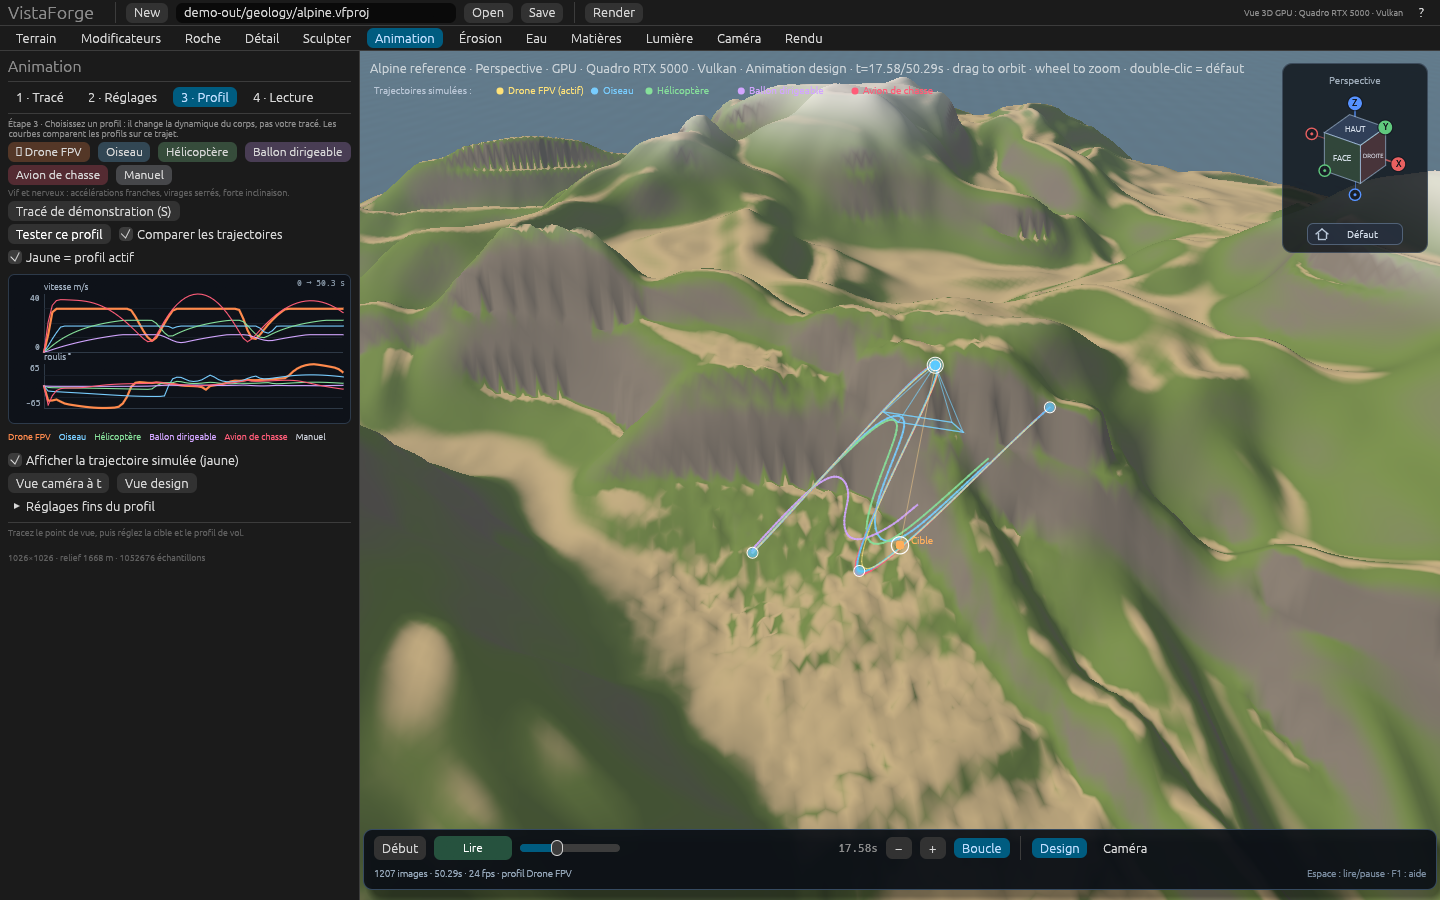 VistaForge New demo-out/geology/alpine.vfproj Open Save Render Vue 3D GPU : Quadro RTX 5000 · Vulkan ?
Terrain Modificateurs Roche Détail Sculpter Animation Érosion Eau Matières Lumière Caméra Rendu
Animation
1 · Tracé 2 · Réglages 3 · Profil 4 · Lecture
Étape 3 · Choisissez un profil : il change la dynamique du corps, pas votre tracé. Les
courbes comparent les profils sur ce trajet.
Drone FPV Oiseau Hélicoptère Ballon dirigeable
Avion de chasse Manuel
Vif et nerveux : accélérations franches, virages serrés, forte inclinaison.
Tracé de démonstration (S)
Tester ce profil Comparer les trajectoires
Jaune = profil actif
vitesse m/s 0 → 50.3 s
40
0
roulis°
65
-65
Drone FPV Oiseau Hélicoptère Ballon dirigeable Avion de chasse Manuel
Afficher la trajectoire simulée (jaune)
Vue caméra à t Vue design
Réglages fins du profil
Tracez le point de vue, puis réglez la cible et le profil de vol.
1026×1026 · relief 1668 m · 1052676 échantillons
Alpine reference · Perspective · GPU · Quadro RTX 5000 · Vulkan · Animation design · t=17.58/50.29s · drag to orbit · wheel to zoom · double-clic = défaut
Trajectoires simulées : Drone FPV (actif) Oiseau Hélicoptère Ballon dirigeable Avion de chasse
Perspective
Z
HAUT
Y
FACE
DROITE
X
Défaut
Cible
Début Lire 17.58s − + Boucle Design Caméra
1207 images · 50.29s · 24 fps · profil Drone FPV Espace : lire/pause · F1 : aide